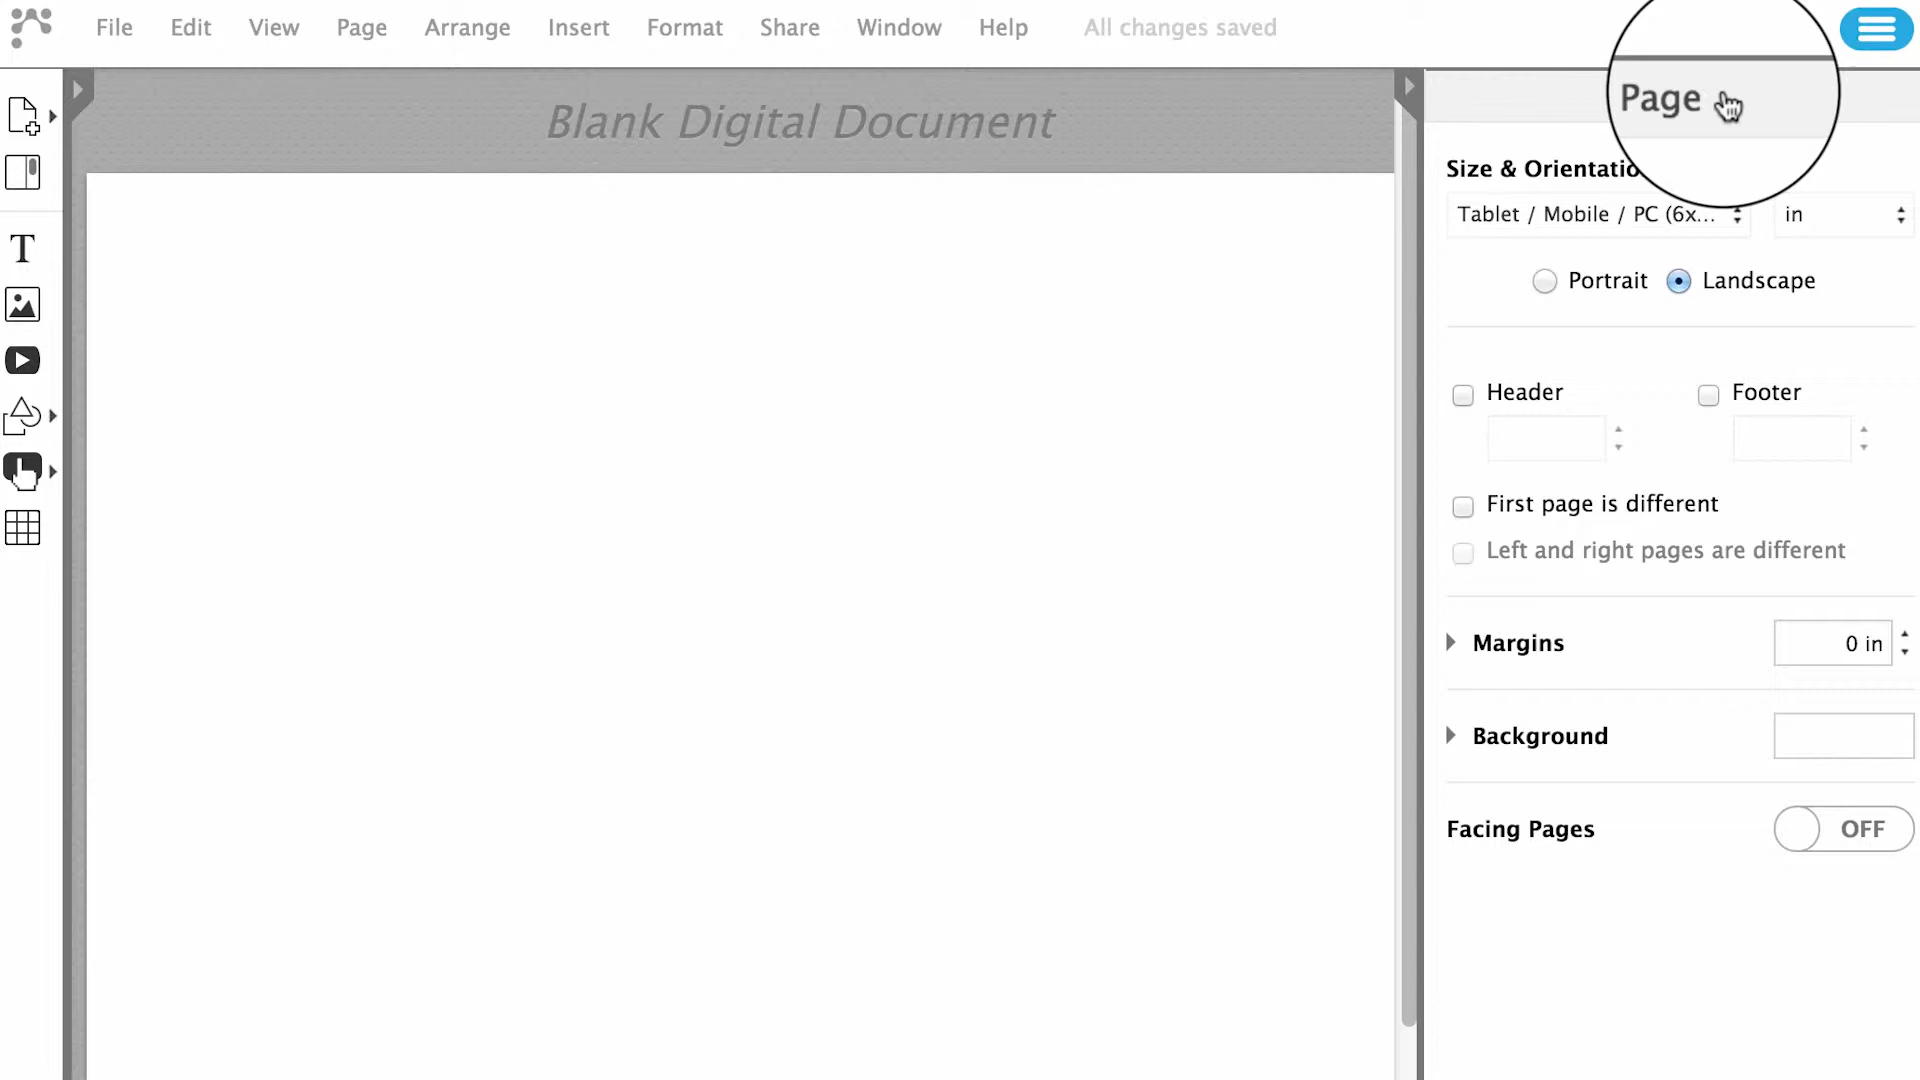 File Edit View Page Arrange Insert Format Share Window Help All changes saved
Blank Digital Document
Page
Size & Orientatio
Tablet / Mobile / PC (6x... in
Portrait Landscape
Header Footer
First page is different
Left and right pages are different
Margins 0 in
Background
Facing Pages OFF
T